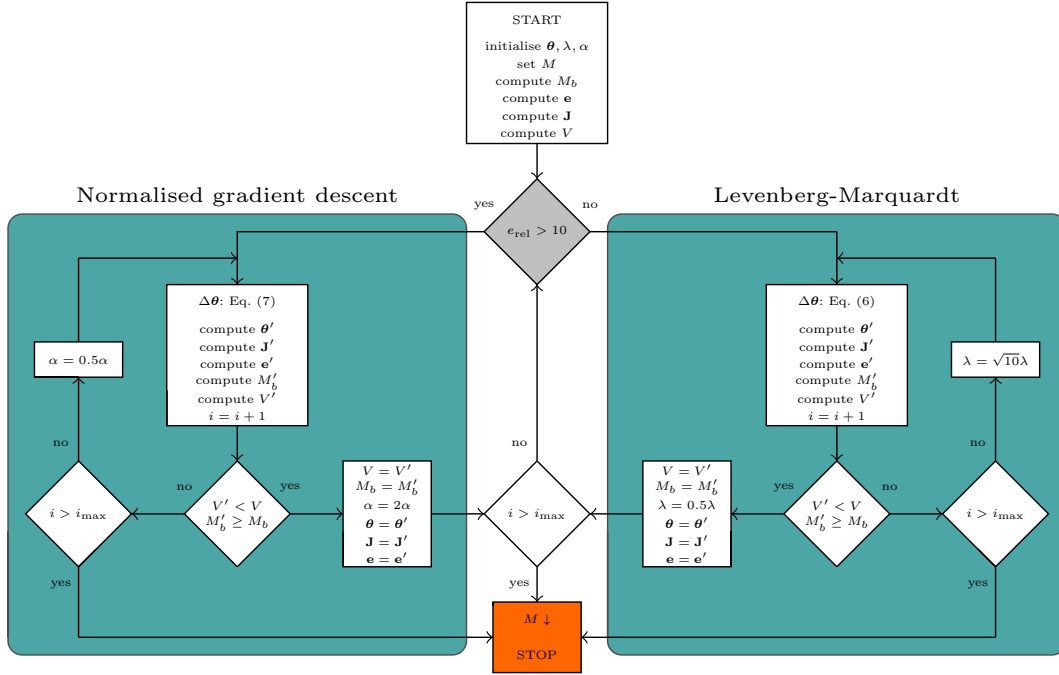 START
initialise θ, λ, α
set M
compute M_b
compute e
compute J
compute V
Normalised gradient descent
Levenberg-Marquardt
yes
no
e_rel > 10
Δθ: Eq. (7)
compute θ′
compute J′
compute e′
compute M′_b
compute V′
i = i + 1
α = 0.5α
no
i > i_max
yes
no
V′ < V
M′_b ≥ M_b
yes
V = V′
M_b = M′_b
α = 2α
θ = θ′
J = J′
e = e′
no
i > i_max
yes
Δθ: Eq. (6)
compute θ′
compute J′
compute e′
compute M′_b
compute V′
i = i + 1
λ = √10λ
V = V′
M_b = M′_b
λ = 0.5λ
θ = θ′
J = J′
e = e′
yes
V′ < V
M′_b ≥ M_b
no
no
i > i_max
yes
M ↓
STOP